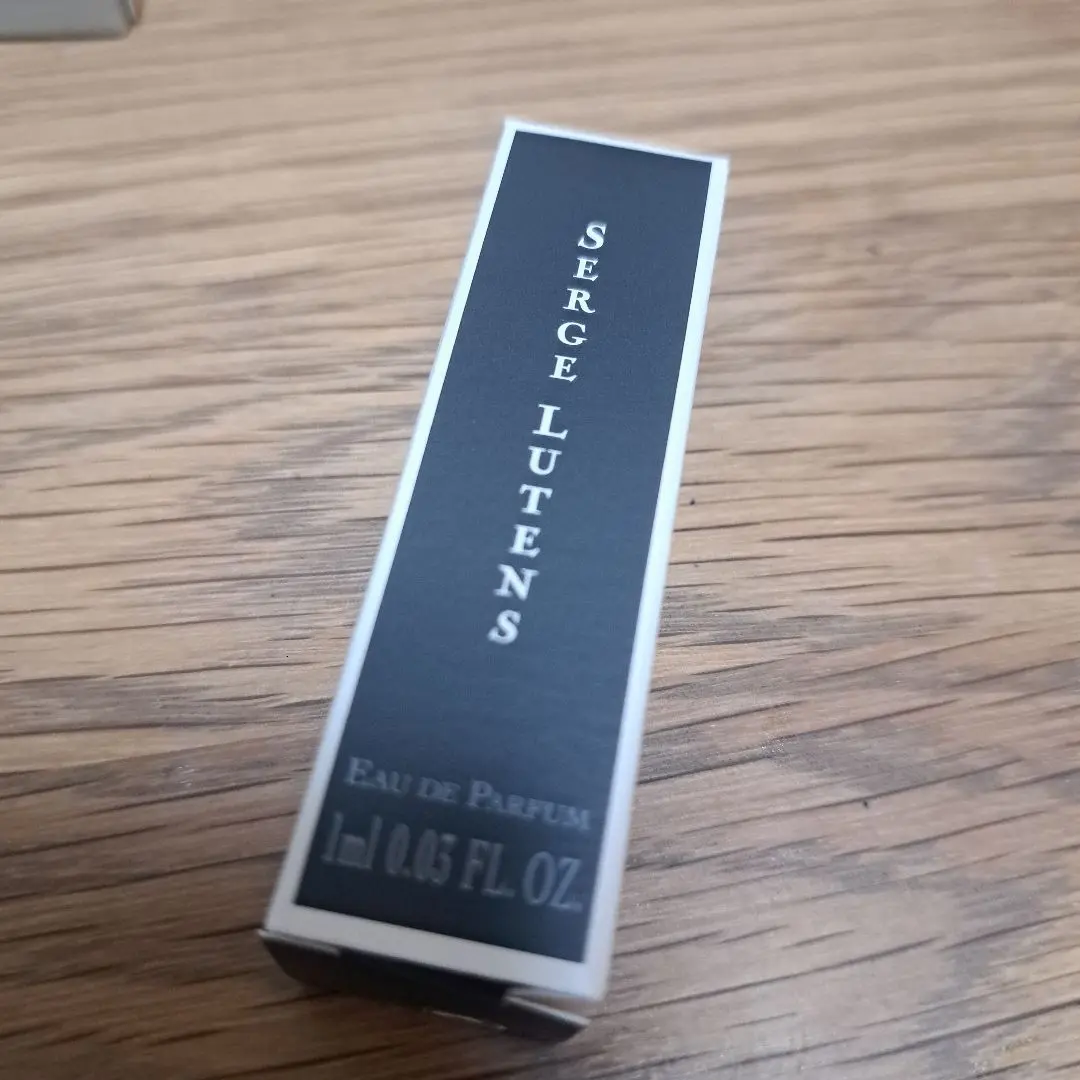 SERGE LUTENS
EAU DE PARFUM
1ml 0.03 FL. OZ.